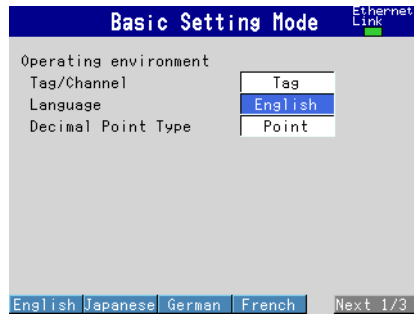 Basic Setting Mode
Ethernet
Link
Operating environment
Tag/Channel Tag
Language English
Decimal Point Type Point
English Japanese German French Next 1/3